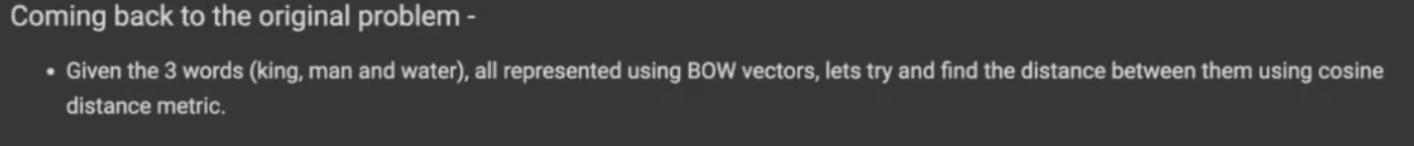 Coming back to the original problem -
• Given the 3 words (king, man and water), all represented using BOW vectors, lets try and find the distance between them using cosine
distance metric.